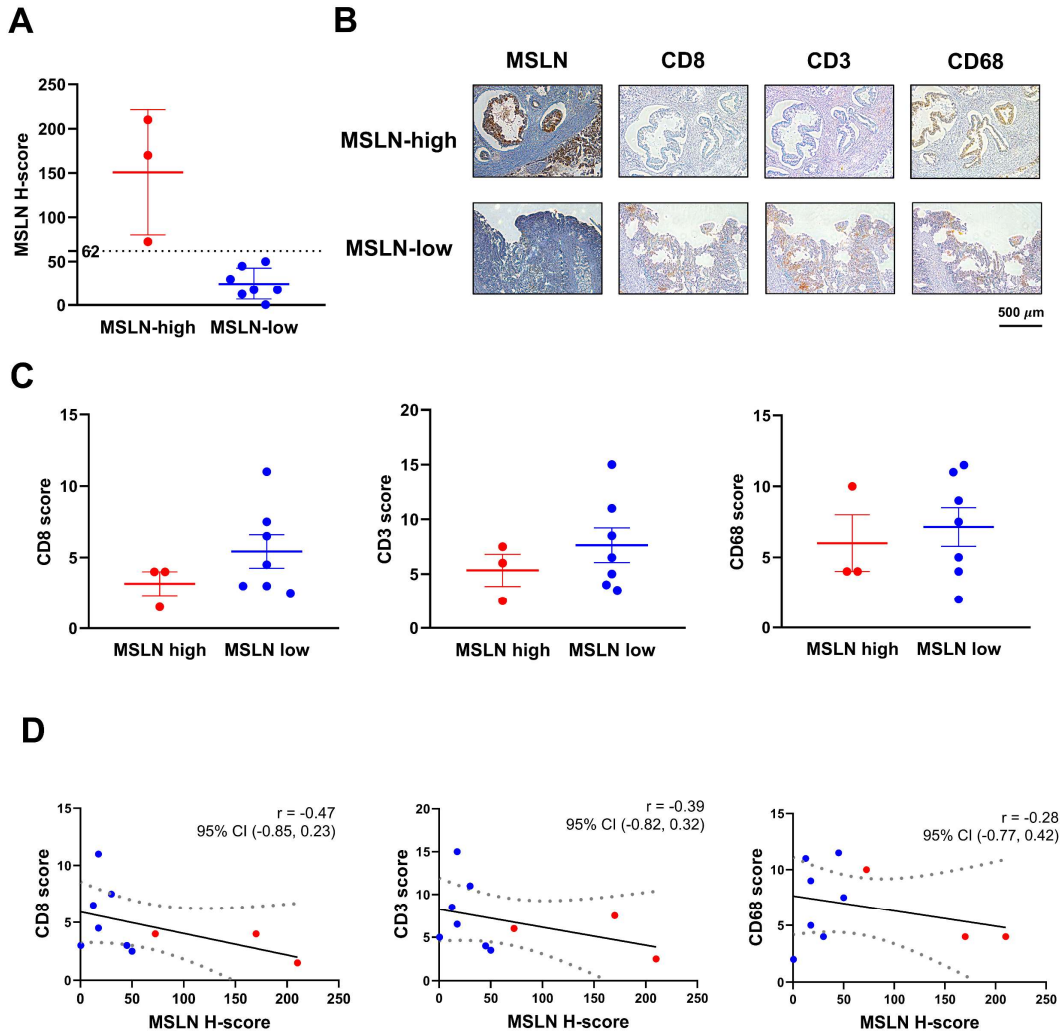 A
MSLN H-score
250
200
150
100
62
50
0
MSLN-high MSLN-low
B
MSLN CD8 CD3 CD68
MSLN-high
MSLN-low
500 μm
C
CD8 score
15
10
5
0
MSLN high MSLN low
CD3 score
20
15
10
5
0
MSLN high MSLN low
CD68 score
15
10
5
0
MSLN high MSLN low
D
r = -0.47
95% CI (-0.85, 0.23)
CD8 score
15
10
5
0
0 50 100 150 200 250
MSLN H-score
r = -0.39
95% CI (-0.82, 0.32)
CD3 score
20
15
10
5
0
0 50 100 150 200 250
MSLN H-score
r = -0.28
95% CI (-0.77, 0.42)
CD68 score
15
10
5
0
0 50 100 150 200 250
MSLN H-score